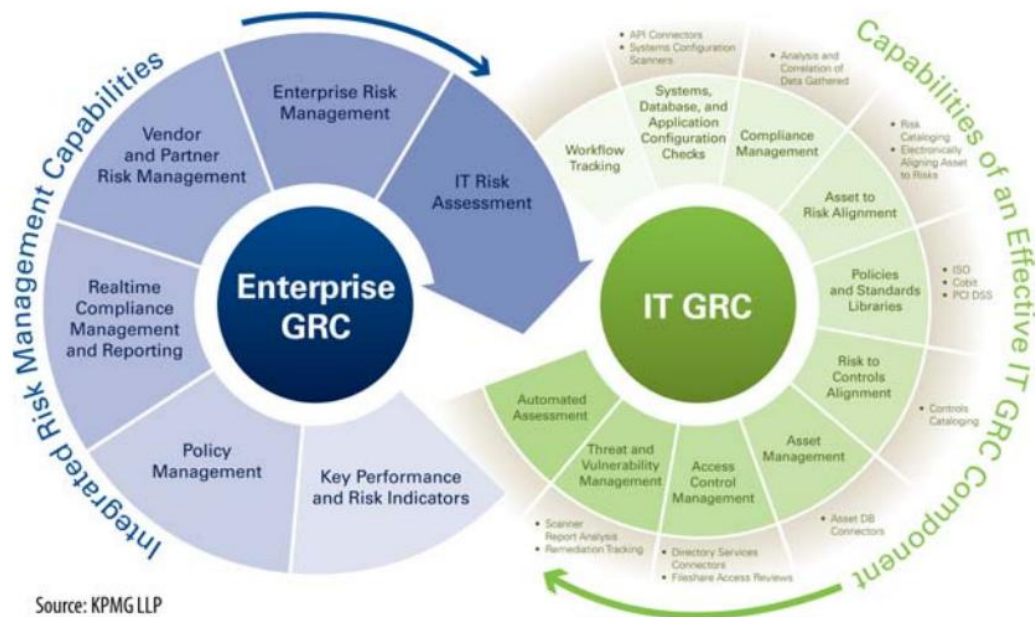 Integrated Risk Management Capabilities
Enterprise
GRC
Enterprise Risk
Management
IT Risk
Assessment
Vendor
and Partner
Risk Management
Realtime
Compliance
Management
and Reporting
Policy
Management
Key Performance
and Risk Indicators
Capabilities of an Effective IT GRC Component
IT GRC
Workflow
Tracking
• API Connectors
• Systems Configuration
Scanners
Systems,
Database, and
Application
Configuration
Checks
• Analysis and
Correlation of
Data Gathered
Compliance
Management
• Risk
Cataloging
• Electronically
Aligning Asset
to Risks
Asset to
Risk Alignment
• ISO
• Cobit
• PCI DSS
Policies
and Standards
Libraries
• Controls
Cataloging
Risk to
Controls
Alignment
• Asset DB
Connectors
Asset
Management
Access
Control
Management
• Directory Services
Connectors
• Fileshare Access Reviews
Threat and
Vulnerability
Management
• Scanner
Report Analysis
• Remediation Tracking
Automated
Assessment
Source: KPMG LLP